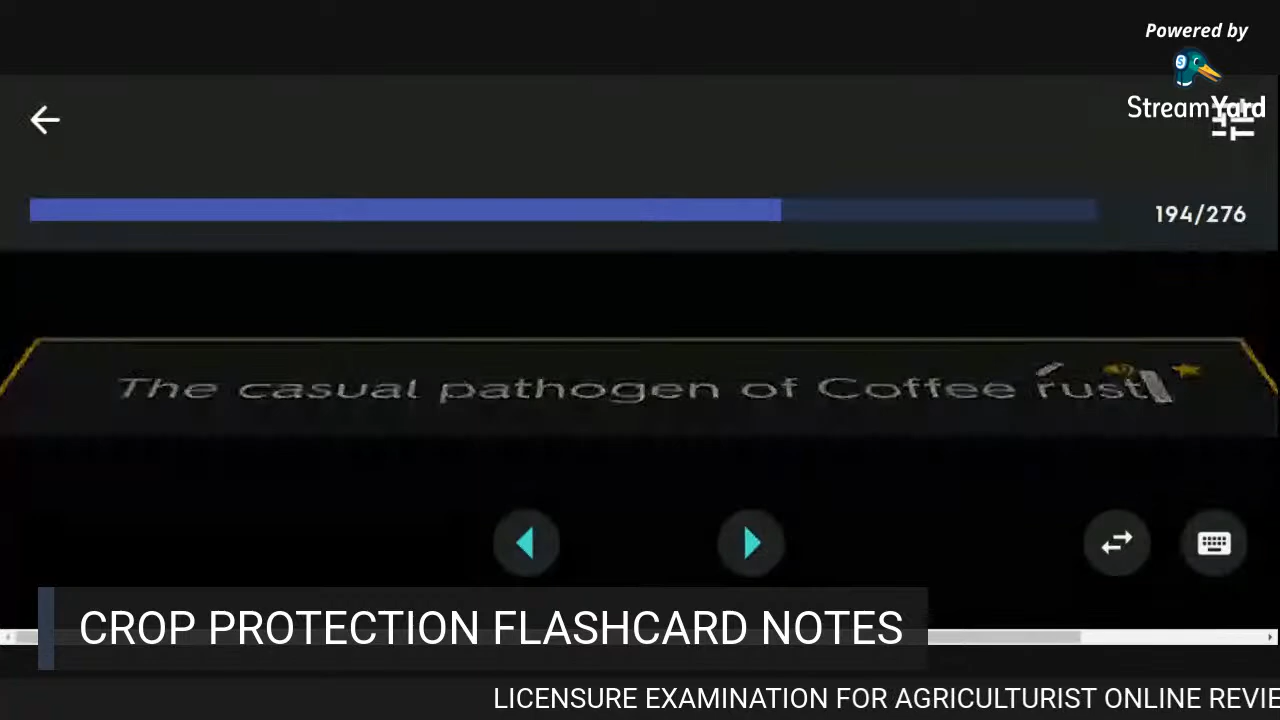 Powered by
StreamYard
194/276
The casual pathogen of Coffee rust
CROP PROTECTION FLASHCARD NOTES
LICENSURE EXAMINATION FOR AGRICULTURIST ONLINE REVIE